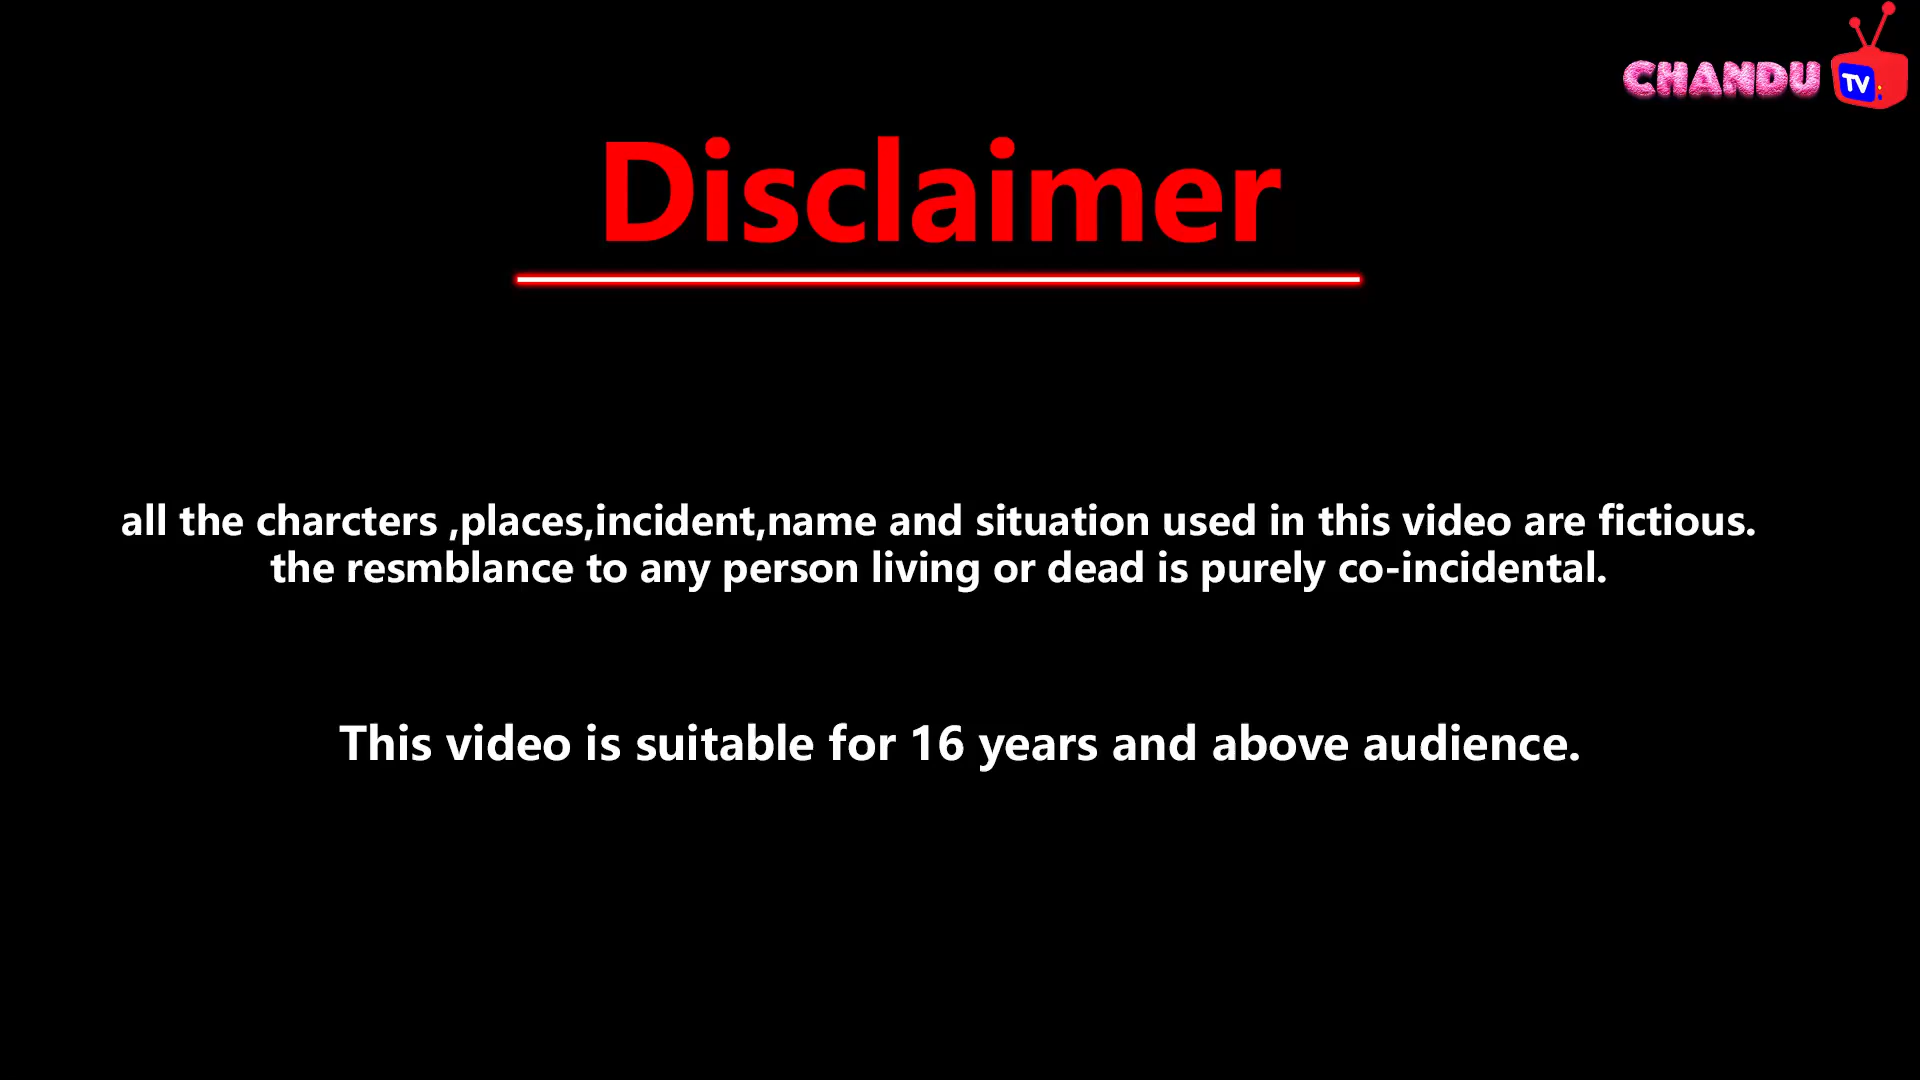 CHANDU TV
Disclaimer
all the charcters ,places,incident,name and situation used in this video are fictious.
the resmblance to any person living or dead is purely co-incidental.
This video is suitable for 16 years and above audience.